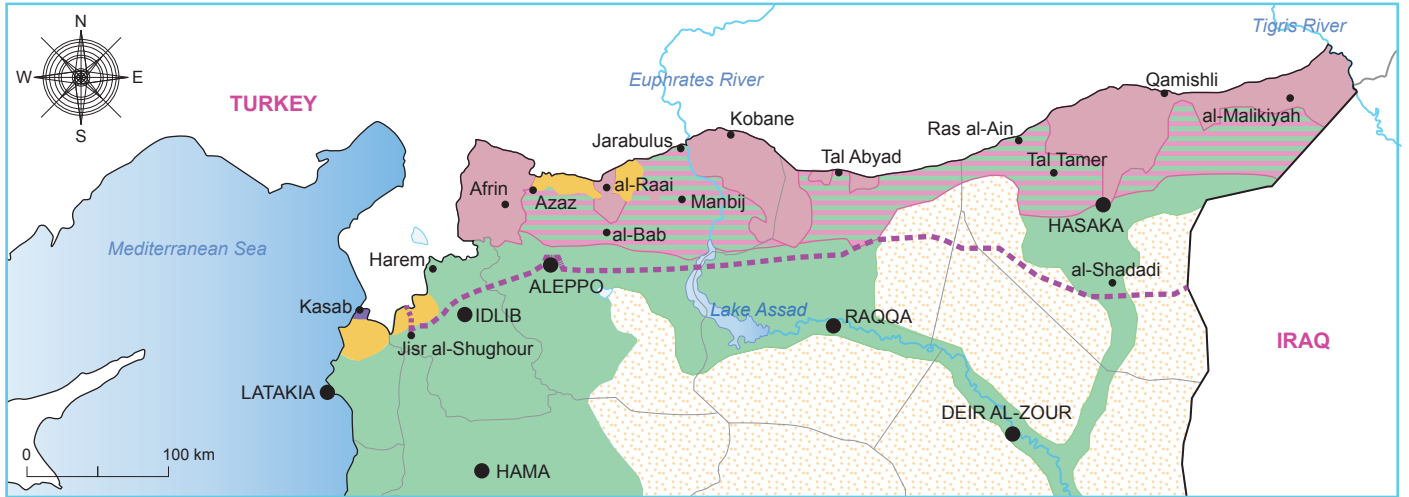 N
W
E
S
TURKEY
Mediterranean Sea
Euphrates River
Tigris River
Jarabulus
Kobane
Tal Abyad
Ras al-Ain
Qamishli
al-Malikiyah
Tal Tamer
Afrin
Azaz
al-Raai
Manbij
al-Bab
HASAKA
Harem
ALEPPO
al-Shadadi
Kasab
IDLIB
Lake Assad
RAQQA
Jisr al-Shughour
IRAQ
LATAKIA
DEIR AL-ZOUR
HAMA
0
100 km